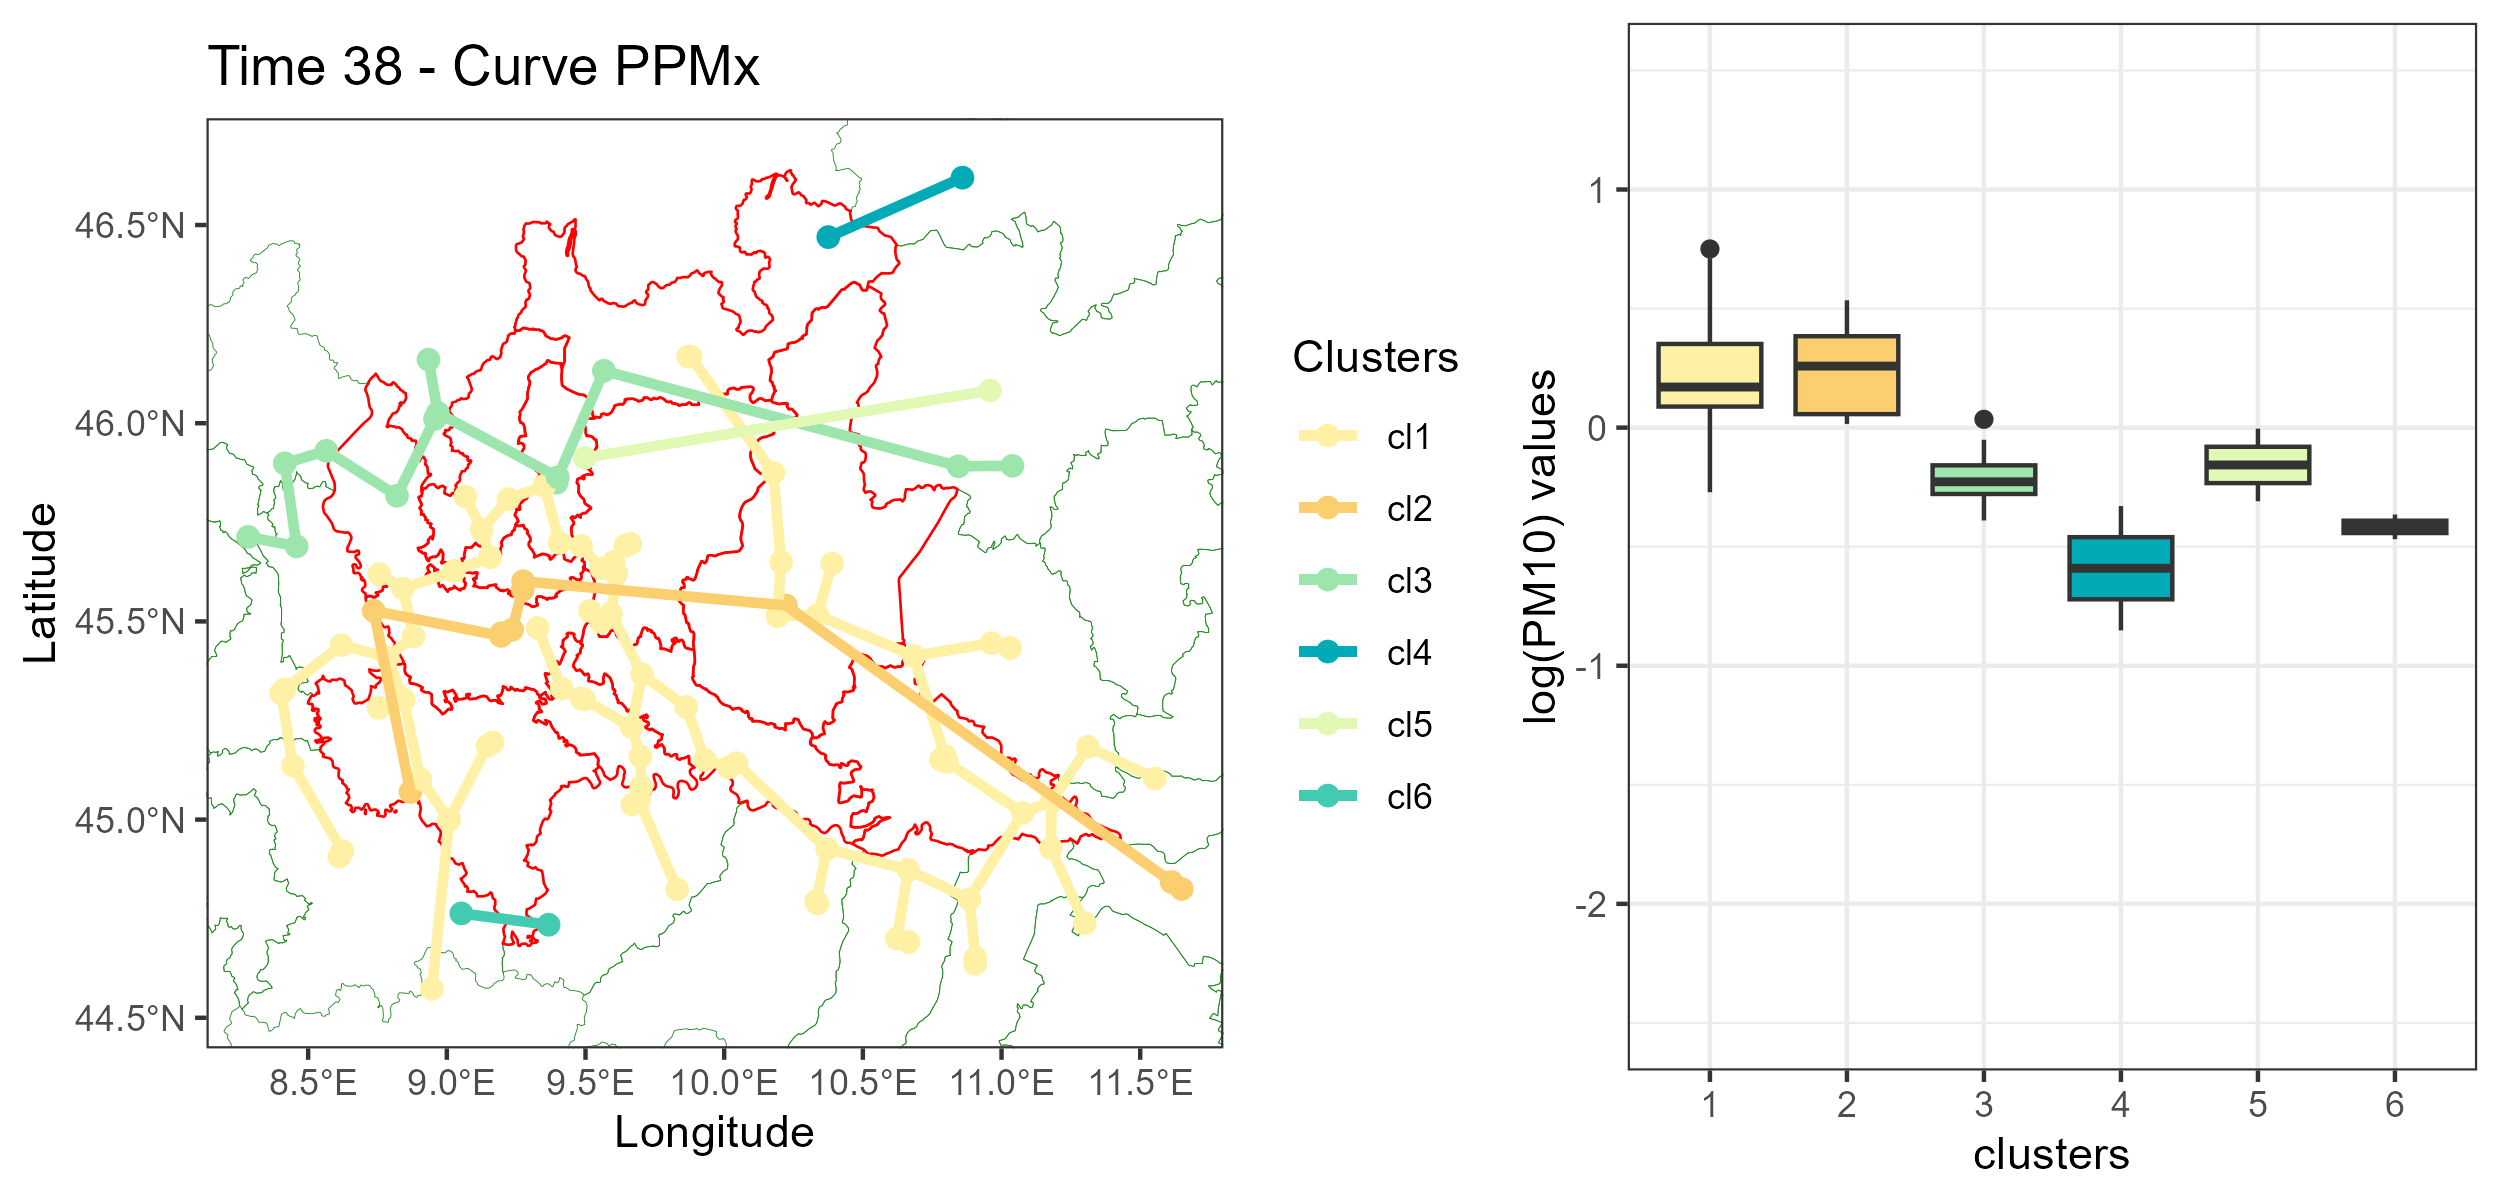 Time 38 - Curve PPMx
Latitude
46.5°N
46.0°N
45.5°N
45.0°N
44.5°N
8.5°E 9.0°E 9.5°E 10.0°E 10.5°E 11.0°E 11.5°E
Longitude
Clusters
cl1
cl2
cl3
cl4
cl5
cl6
log(PM10) values
1
0
-1
-2
1 2 3 4 5 6
clusters